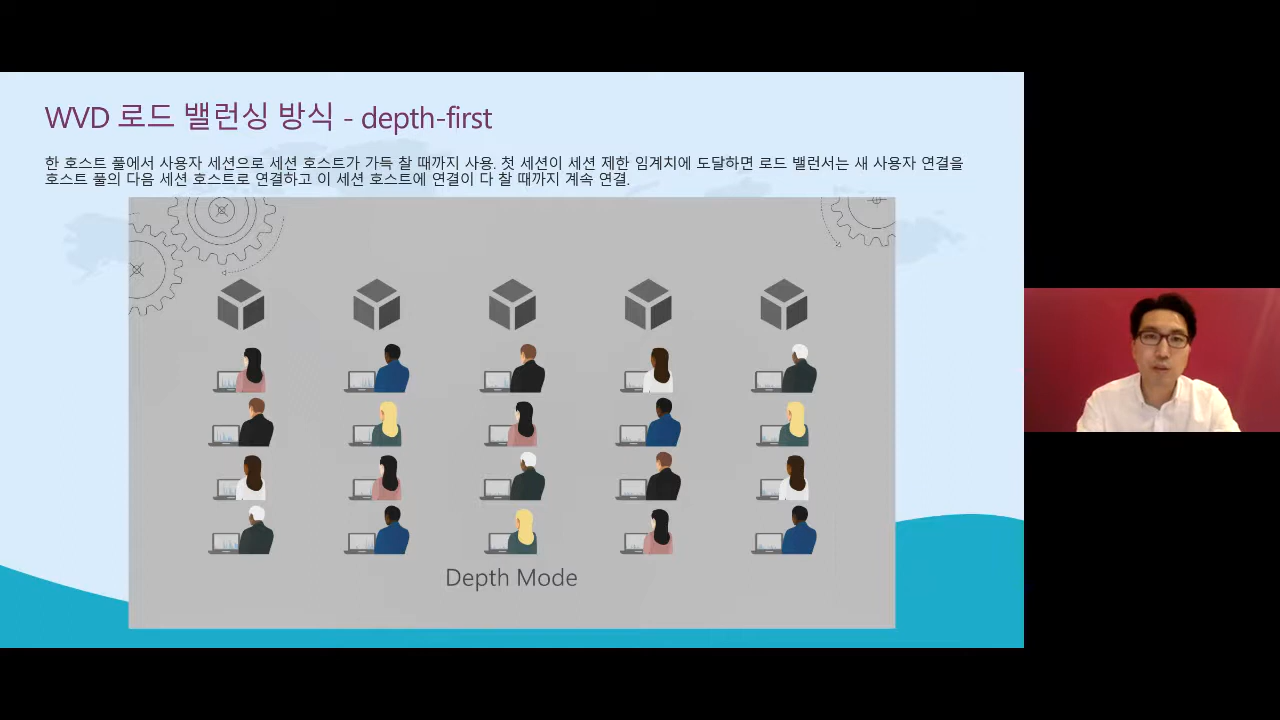 WVD 로드 밸런싱 방식 - depth-first
한 호스트 풀에서 사용자 세션으로 세션 호스트가 가득 찰 때까지 사용. 첫 세션이 세션 제한 임계치에 도달하면 로드 밸런서는 새 사용자 연결을
호스트 풀의 다음 세션 호스트로 연결하고 이 세션 호스트에 연결이 다 찰 때까지 계속 연결.
Depth Mode